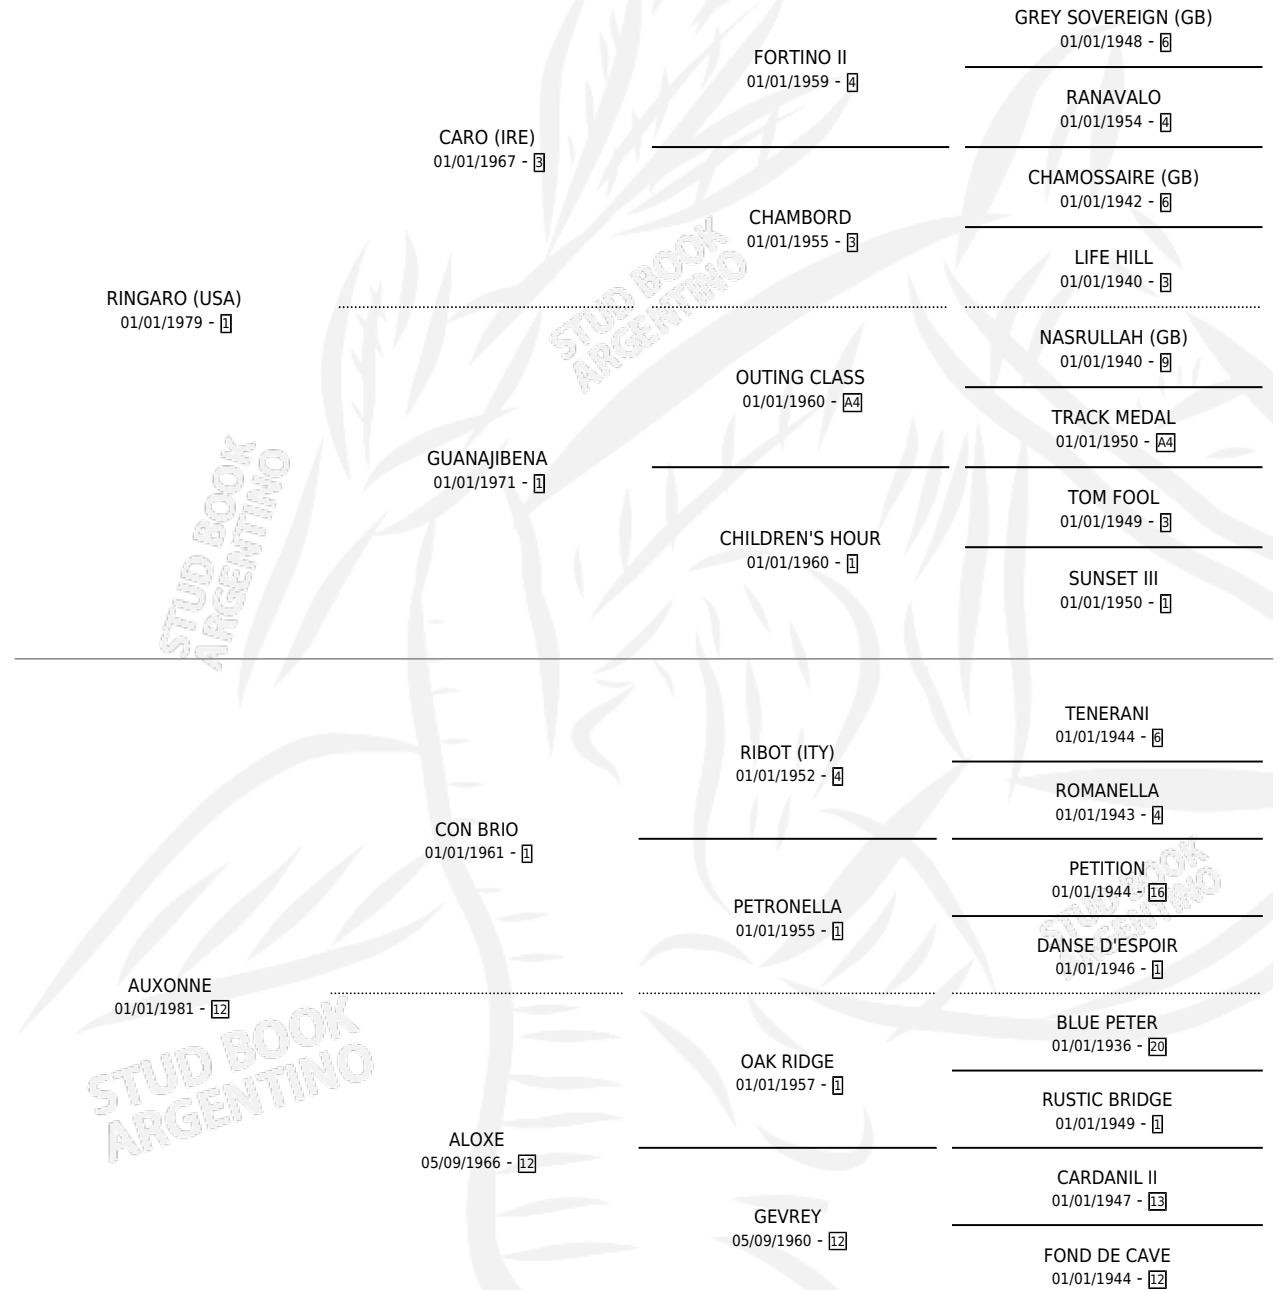 GREY SOVEREIGN (GB)
01/01/1948 - 6
FORTINO II
01/01/1959 - 4
RANAVALO
01/01/1954 - 4
CARO (IRE)
01/01/1967 - 3
CHAMOSSAIRE (GB)
01/01/1942 - 6
CHAMBORD
01/01/1955 - 3
LIFE HILL
01/01/1940 - 3
RINGARO (USA)
01/01/1979 - 1
STUD BOOK
ARGENTINO
NASRULLAH (GB)
01/01/1940 - 9
OUTING CLASS
01/01/1960 - A4
TRACK MEDAL
01/01/1950 - A4
GUANAJIBENA
01/01/1971 - 1
TOM FOOL
01/01/1949 - 3
CHILDREN'S HOUR
01/01/1960 - 1
SUNSET III
01/01/1950 - 1
STUD BOOK
ARGENTINO
TENERANI
01/01/1944 - 6
RIBOT (ITY)
01/01/1952 - 4
ROMANELLA
01/01/1943 - 4
CON BRIO
01/01/1961 - 1
PETITION
01/01/1944 - 16
PETRONELLA
01/01/1955 - 1
DANSE D'ESPOIR
01/01/1946 - 1
STUD BOOK
ARGENTINO
AUXONNE
01/01/1981 - 12
BLUE PETER
01/01/1936 - 20
OAK RIDGE
01/01/1957 - 1
RUSTIC BRIDGE
01/01/1949 - 1
STUD BOOK
ARGENTINO
ALOXE
05/09/1966 - 12
CARDANIL II
01/01/1947 - 13
GEVREY
05/09/1960 - 12
FOND DE CAVE
01/01/1944 - 12